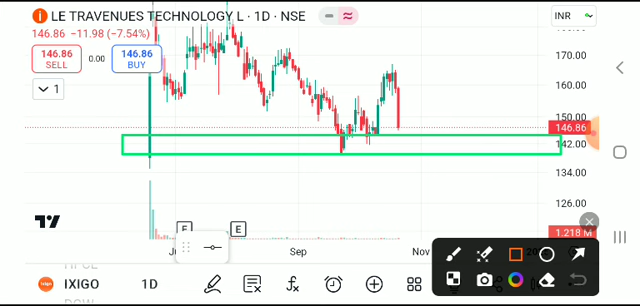 LE TRAVENUES TECHNOLOGY L · 1D · NSE
INR
146.86 −11.98 (−7.54%)
146.86
SELL
0.00
146.86
BUY
1
170.00
160.00
150.00
146.86
142.00
134.00
126.00
1.218 M
E
E
Sep
Nov
ixigo
IXIGO
1D